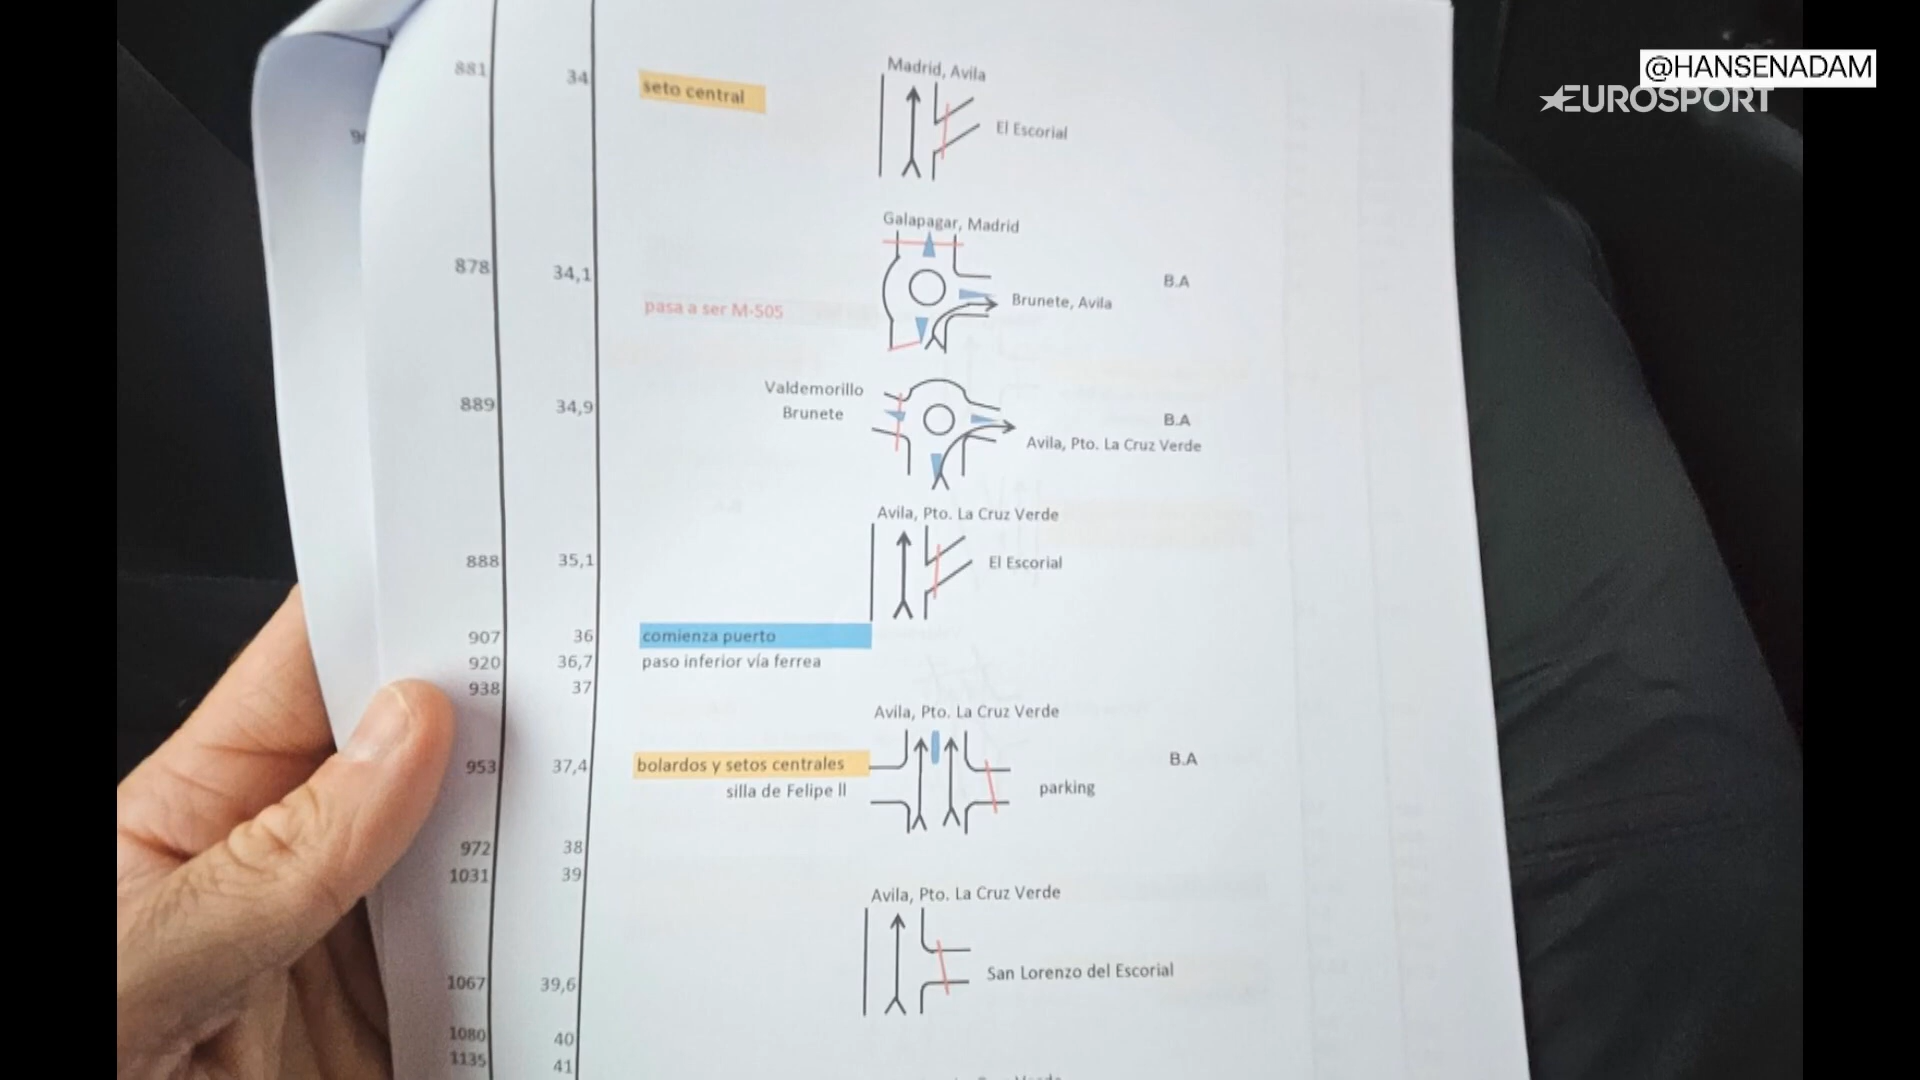 @HANSENADAM
EUROSPORT
881 34 seto central Madrid, Avila
El Escorial
Galapagar, Madrid
878 34,1 B.A
pasa a ser M-505 Brunete, Avila
Valdemorillo
889 34,9 Brunete B.A
Avila, Pto. La Cruz Verde
Avila, Pto. La Cruz Verde
888 35,1 El Escorial
907 36 comienza puerto
920 36,7 paso inferior vía ferrea
938 37
Avila, Pto. La Cruz Verde
953 37,4 bolardos y setos centrales B.A
silla de Felipe II parking
972 38
1031 39
Avila, Pto. La Cruz Verde
1067 39,6 San Lorenzo del Escorial
1080 40
1135 41